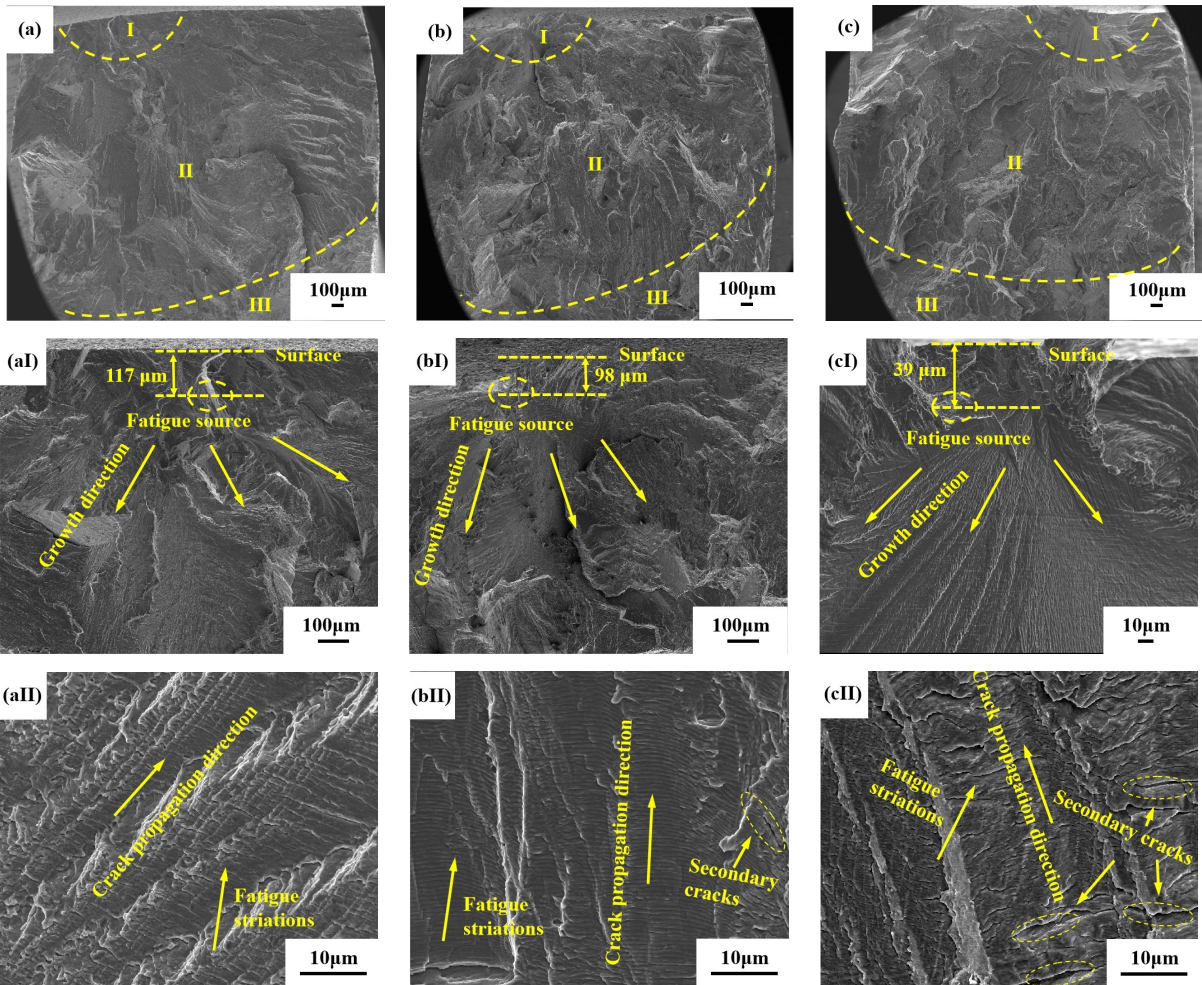 (a)
I
II
III
100μm
(b)
I
II
III
100μm
(c)
I
II
III
100μm
(aI)
Surface
117 μm
Fatigue source
Growth direction
100μm
(bI)
Surface
98 μm
Fatigue source
Growth direction
100μm
(cI)
Surface
39 μm
Fatigue source
Growth direction
10μm
(aII)
Crack propagation direction
Fatigue
striations
10μm
(bII)
Crack propagation direction
Fatigue
striations
Secondary
cracks
10μm
(cII)
Crack propagation direction
Fatigue
striations
Secondary cracks
10μm